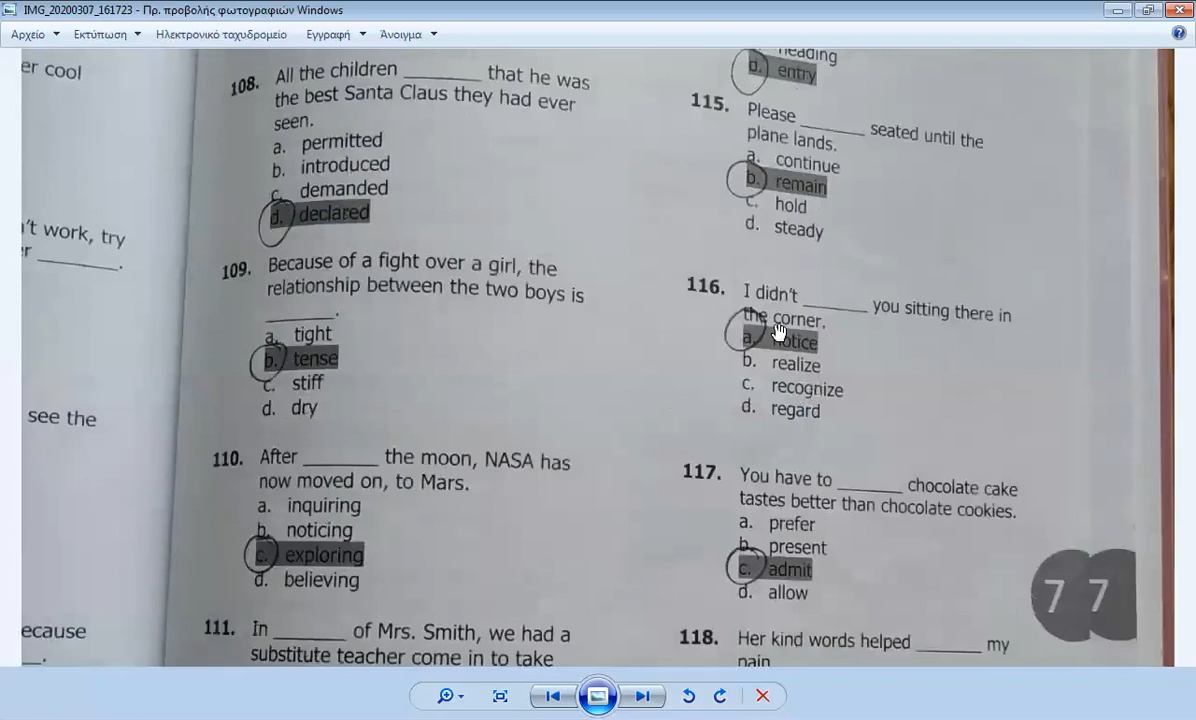 IMG_20200307_161723 - Πρ. προβολής φωτογραφιών Windows
Αρχείο Εκτύπωση Ηλεκτρονικό ταχυδρομείο Εγγραφή Άνοιγμα
er cool
't work, try
r ________.
see the
ecause
__.
108. All the children ________ that he was
the best Santa Claus they had ever
seen.
a. permitted
b. introduced
c. demanded
d. declared
109. Because of a fight over a girl, the
relationship between the two boys is
________.
a. tight
b. tense
c. stiff
d. dry
110. After ________ the moon, NASA has
now moved on, to Mars.
a. inquiring
b. noticing
c. exploring
d. believing
111. In ________ of Mrs. Smith, we had a
substitute teacher come in to take
heading
d. entry
115. Please ________ seated until the
plane lands.
a. continue
b. remain
c. hold
d. steady
116. I didn't ________ you sitting there in
the corner.
a. notice
b. realize
c. recognize
d. regard
117. You have to ________ chocolate cake
tastes better than chocolate cookies.
a. prefer
b. present
c. admit
d. allow
118. Her kind words helped ________ my
pain.
77